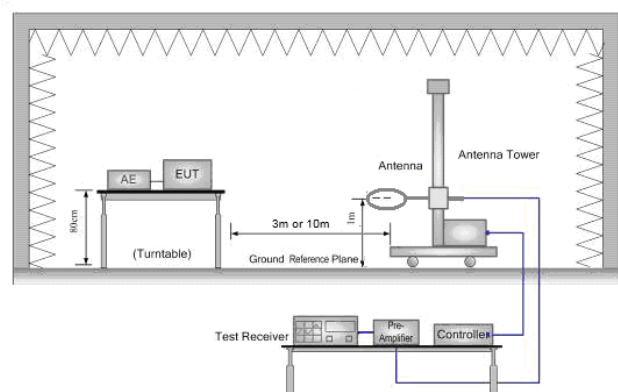 Antenna
Antenna Tower
AE
EUT
80cm
3m or 10m
1m
(Turntable)
Ground Reference Plane
Test Receiver
Pre-
Amplifier
Controller